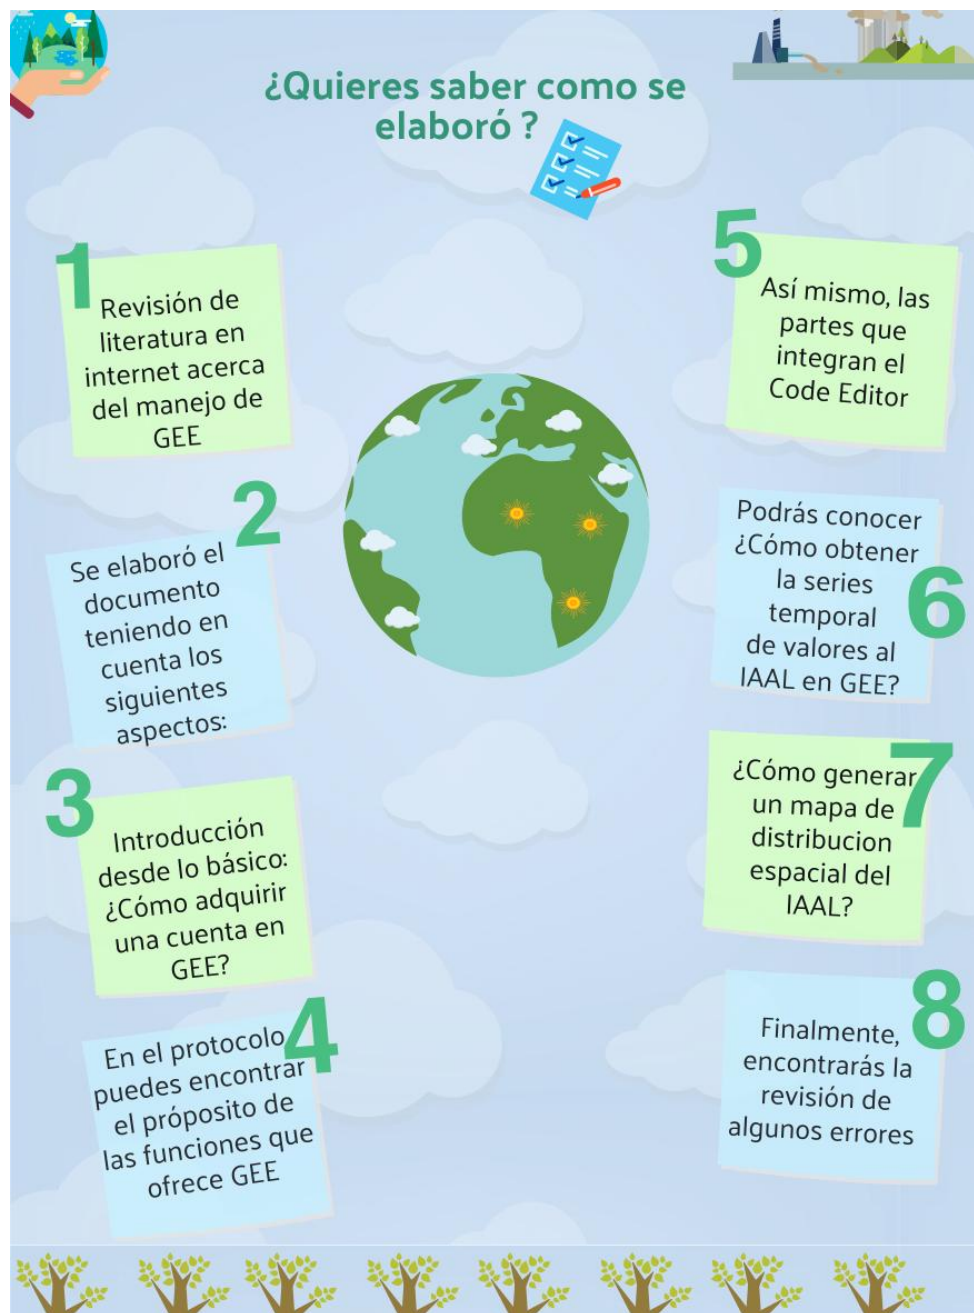 ¿Quieres saber como se
elaboró ?
1
Revisión de
literatura en
internet acerca
del manejo de
GEE
2
Se elaboró el
documento
teniendo en
cuenta los
siguientes
aspectos:
3
Introducción
desde lo básico:
¿Cómo adquirir
una cuenta en
GEE?
4
En el protocolo
puedes encontrar
el próposito de
las funciones que
ofrece GEE
5
Así mismo, las
partes que
integran el
Code Editor
6
Podrás conocer
¿Cómo obtener
la series
temporal
de valores al
IAAL en GEE?
7
¿Cómo generar
un mapa de
distribucion
espacial del
IAAL?
8
Finalmente,
encontrarás la
revisión de
algunos errores